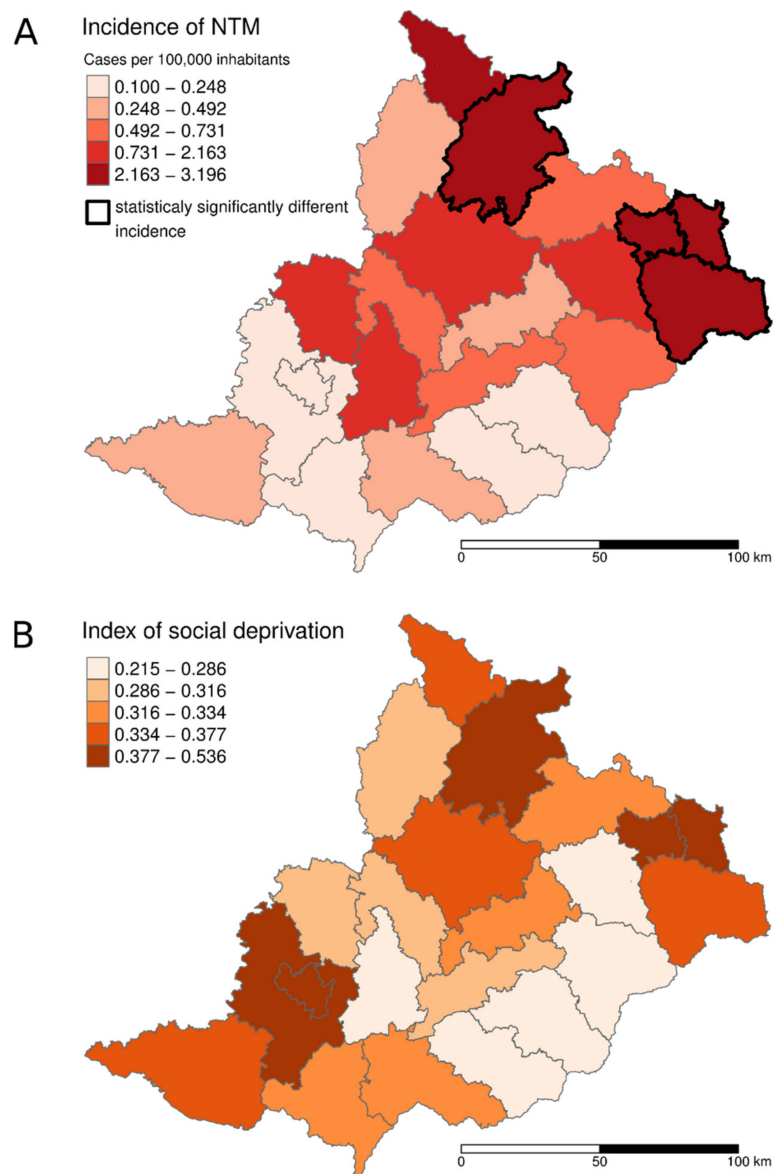 A
Incidence of NTM
Cases per 100,000 inhabitants
0.100 – 0.248
0.248 – 0.492
0.492 – 0.731
0.731 – 2.163
2.163 – 3.196
statisticaly significantly different
incidence
0 50 100 km
B
Index of social deprivation
0.215 – 0.286
0.286 – 0.316
0.316 – 0.334
0.334 – 0.377
0.377 – 0.536
0 50 100 km